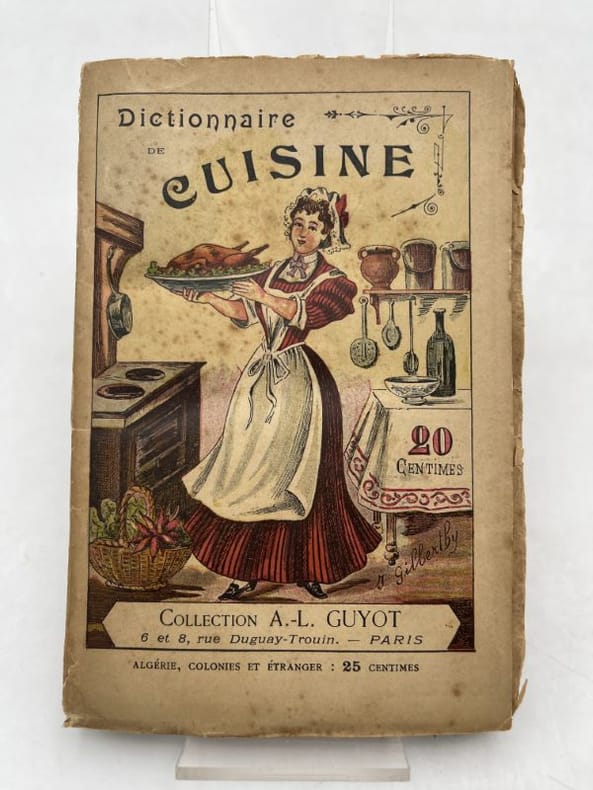 Dictionnaire
DE
CUISINE
20
CENTIMES
COLLECTION A.-L. GUYOT
6 et 8, rue Duguay-Trouin. — PARIS
ALGÉRIE, COLONIES ET ÉTRANGER : 25 CENTIMES